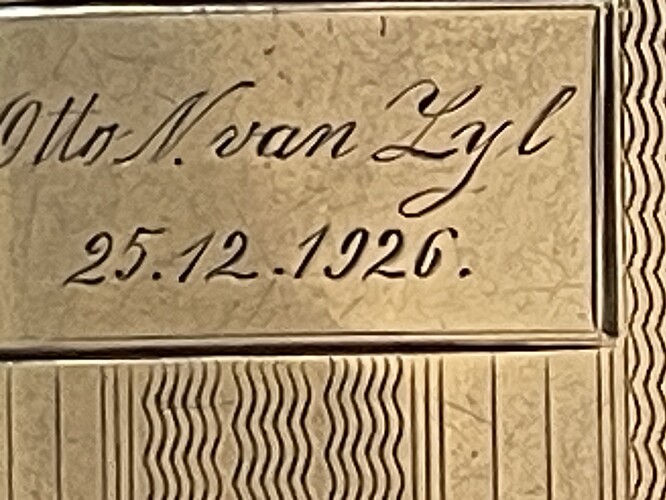 Otto N. van Zyl
25.12.1926.